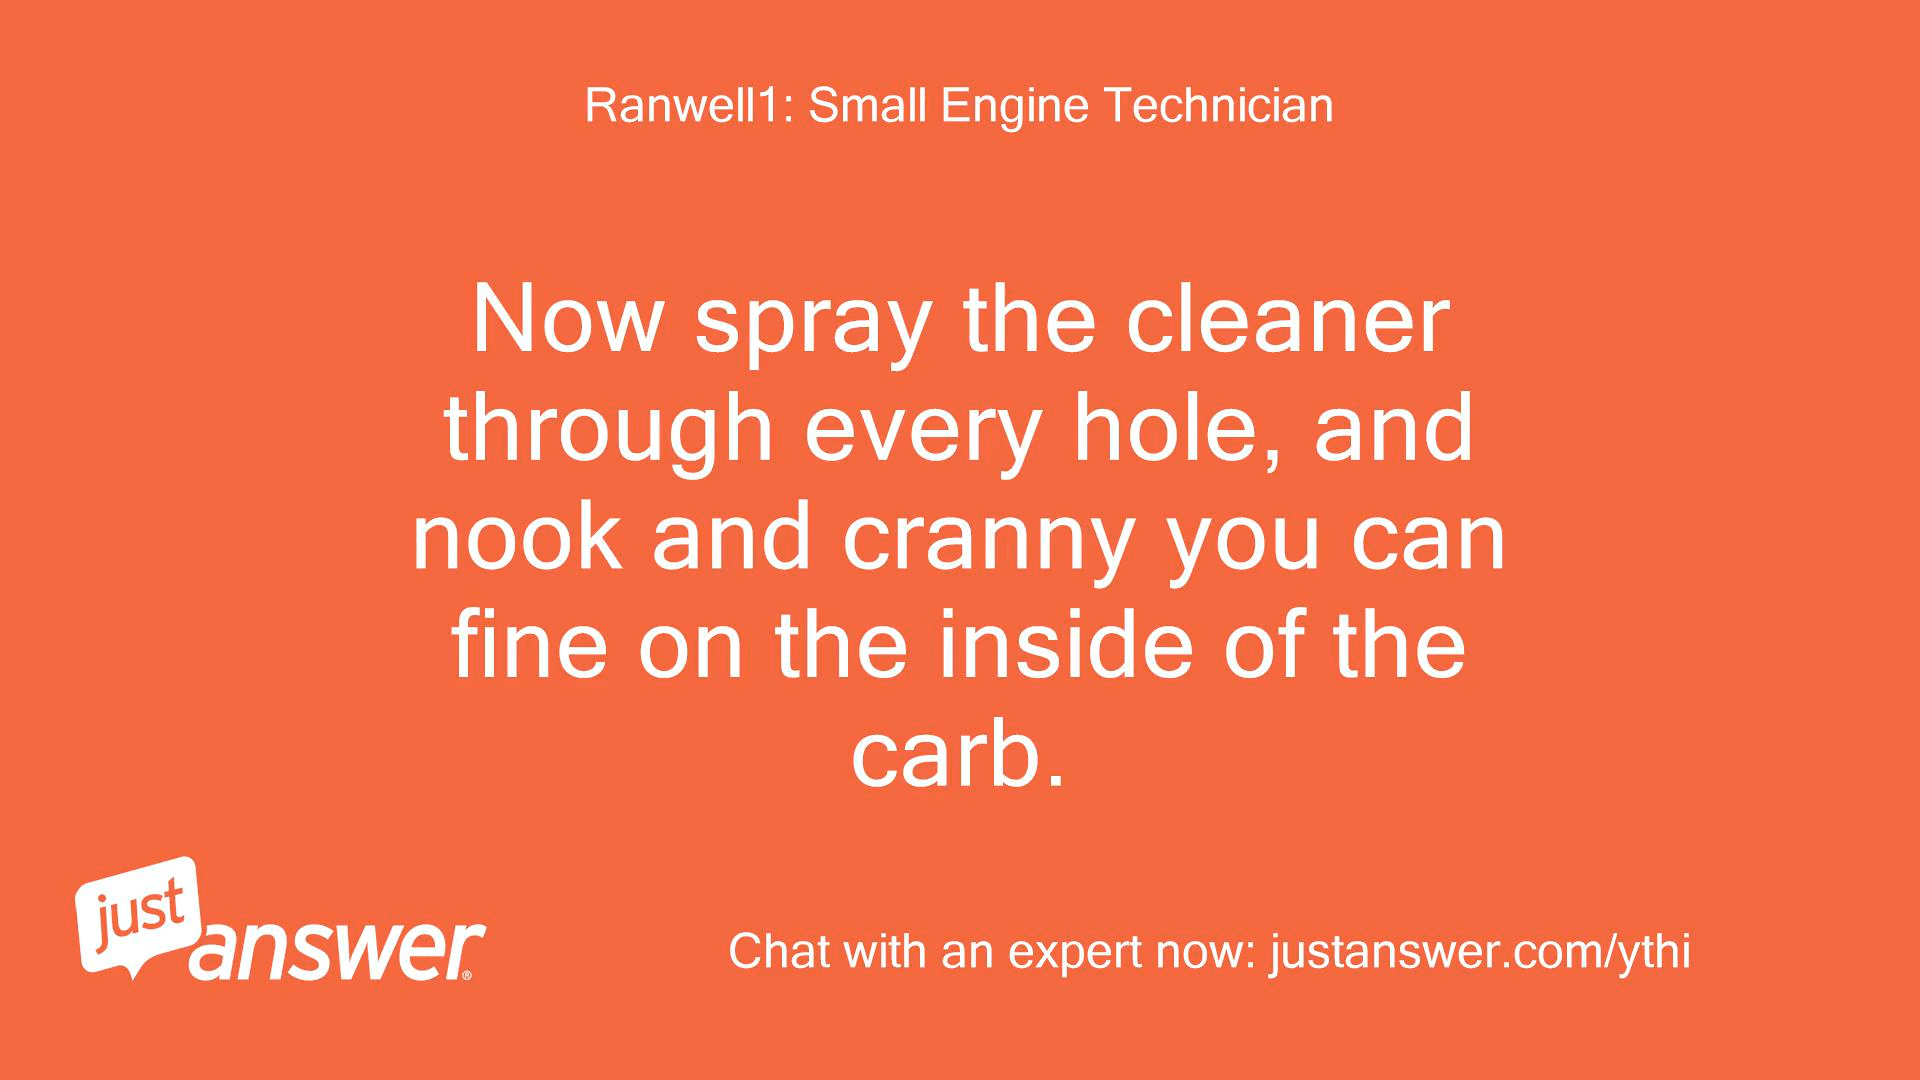 Ranwell1: Small Engine Technician
Now spray the cleaner
through every hole, and
nook and cranny you can
fine on the inside of the
carb.
just
answer®
Chat with an expert now: justanswer.com/ythi